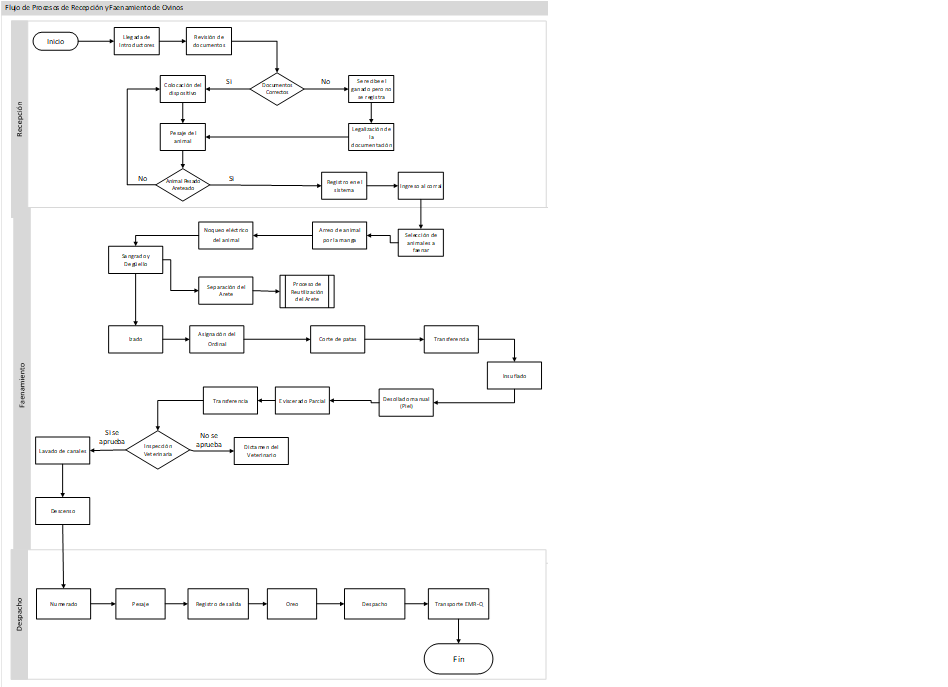 Flujo de Procesos de Recepción y Faenamiento de Ovinos
Recepción
Inicio
Llegada de
Introductores
Revisión de
documentos
Documentos
Correctos
Si
No
Colocación del
dispositivo
Se recibe el
ganado pero no
se registra
Pesaje del
animal
Legalización de
la
documentación
Animal Pesado
Areteado
No
Si
Registro en el
sistema
Ingreso al corral
Faenamiento
Selección de
animales a
faenar
Arreo de animal
por la manga
Noqueo eléctrico
del animal
Sangrado y
Degüello
Separación del
Arete
Proceso de
Reutilización
del Arete
Izado
Asignación del
Ordinal
Corte de patas
Transferencia
Insuflado
Desollado manual
(Piel)
Eviscerado Parcial
Transferencia
Inspección
Veterinaria
Si se
aprueba
No se
aprueba
Lavado de canales
Dictamen del
Veterinario
Descenso
Despacho
Numerado
Pesaje
Registro de salida
Oreo
Despacho
Transporte EMR-Q
Fin